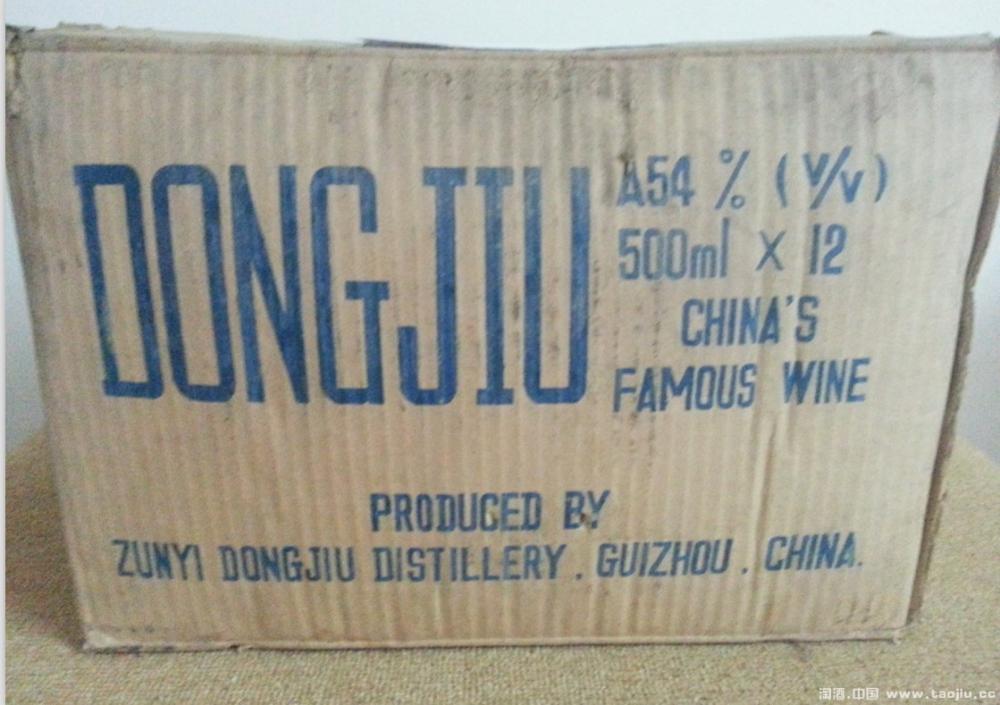 DONGJIU
A54 % (V/V)
500ml X 12
CHINA'S
FAMOUS WINE
PRODUCED BY
ZUNYI DONGJIU DISTILLERY . GUIZHOU . CHINA.
淘酒.中国 www.taojiu.cc